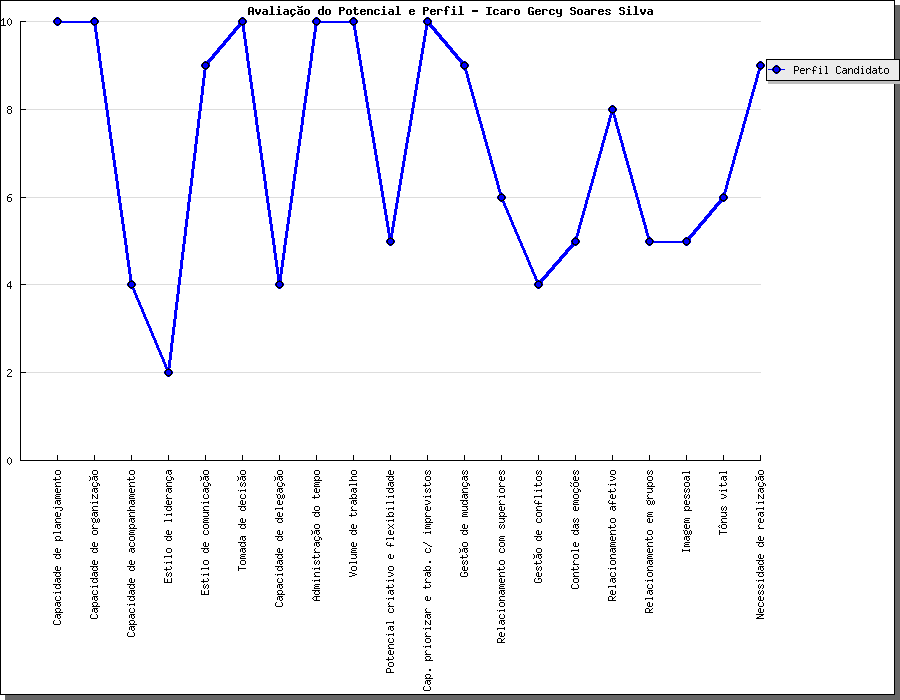 Avaliação do Potencial e Perfil - Icaro Gercy Soares Silva
10
8
6
4
2
0
Perfil Candidato
Capacidade de planejamento
Capacidade de organização
Capacidade de acompanhamento
Estilo de liderança
Estilo de comunicação
Tomada de decisão
Capacidade de delegação
Administração do tempo
Volume de trabalho
Potencial criativo e flexibilidade
Cap. priorizar e trab. c/ imprevistos
Gestão de mudanças
Relacionamento com superiores
Gestão de conflitos
Controle das emoções
Relacionamento afetivo
Relacionamento em grupos
Imagem pessoal
Tônus vital
Necessidade de realização